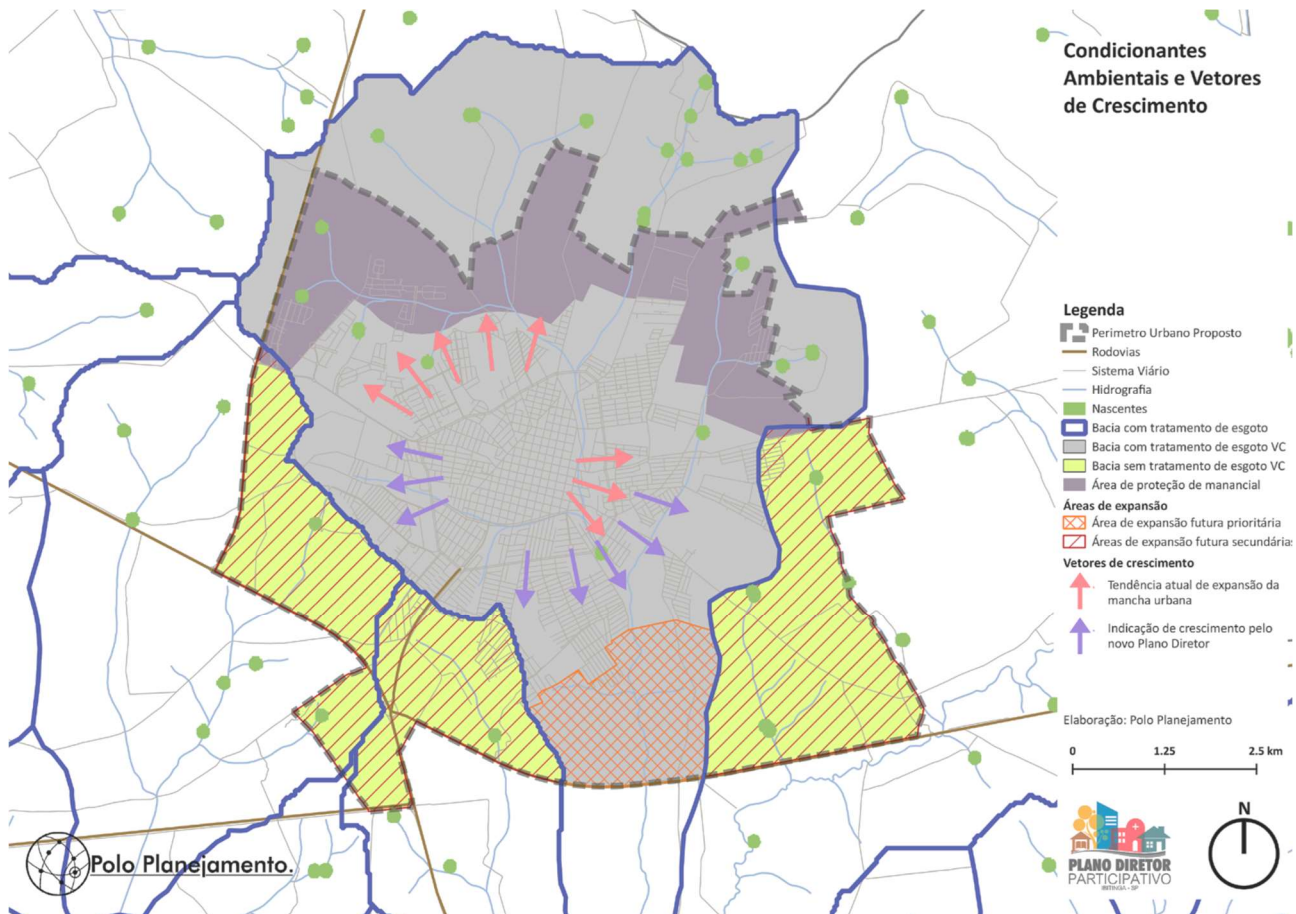 Condicionantes
Ambientais e Vetores
de Crescimento
Legenda
Perimetro Urbano Proposto
Rodovias
Sistema Viário
Hidrografia
Nascentes
Bacia com tratamento de esgoto
Bacia com tratamento de esgoto VC
Bacia sem tratamento de esgoto VC
Área de proteção de manancial
Áreas de expansão
Área de expansão futura prioritária
Áreas de expansão futura secundárias
Vetores de crescimento
Tendência atual de expansão da
mancha urbana
Indicação de crescimento pelo
novo Plano Diretor
Elaboração: Polo Planejamento
0 1.25 2.5 km
N
PLANO DIRETOR
PARTICIPATIVO
IBITINGA - SP
Polo Planejamento.